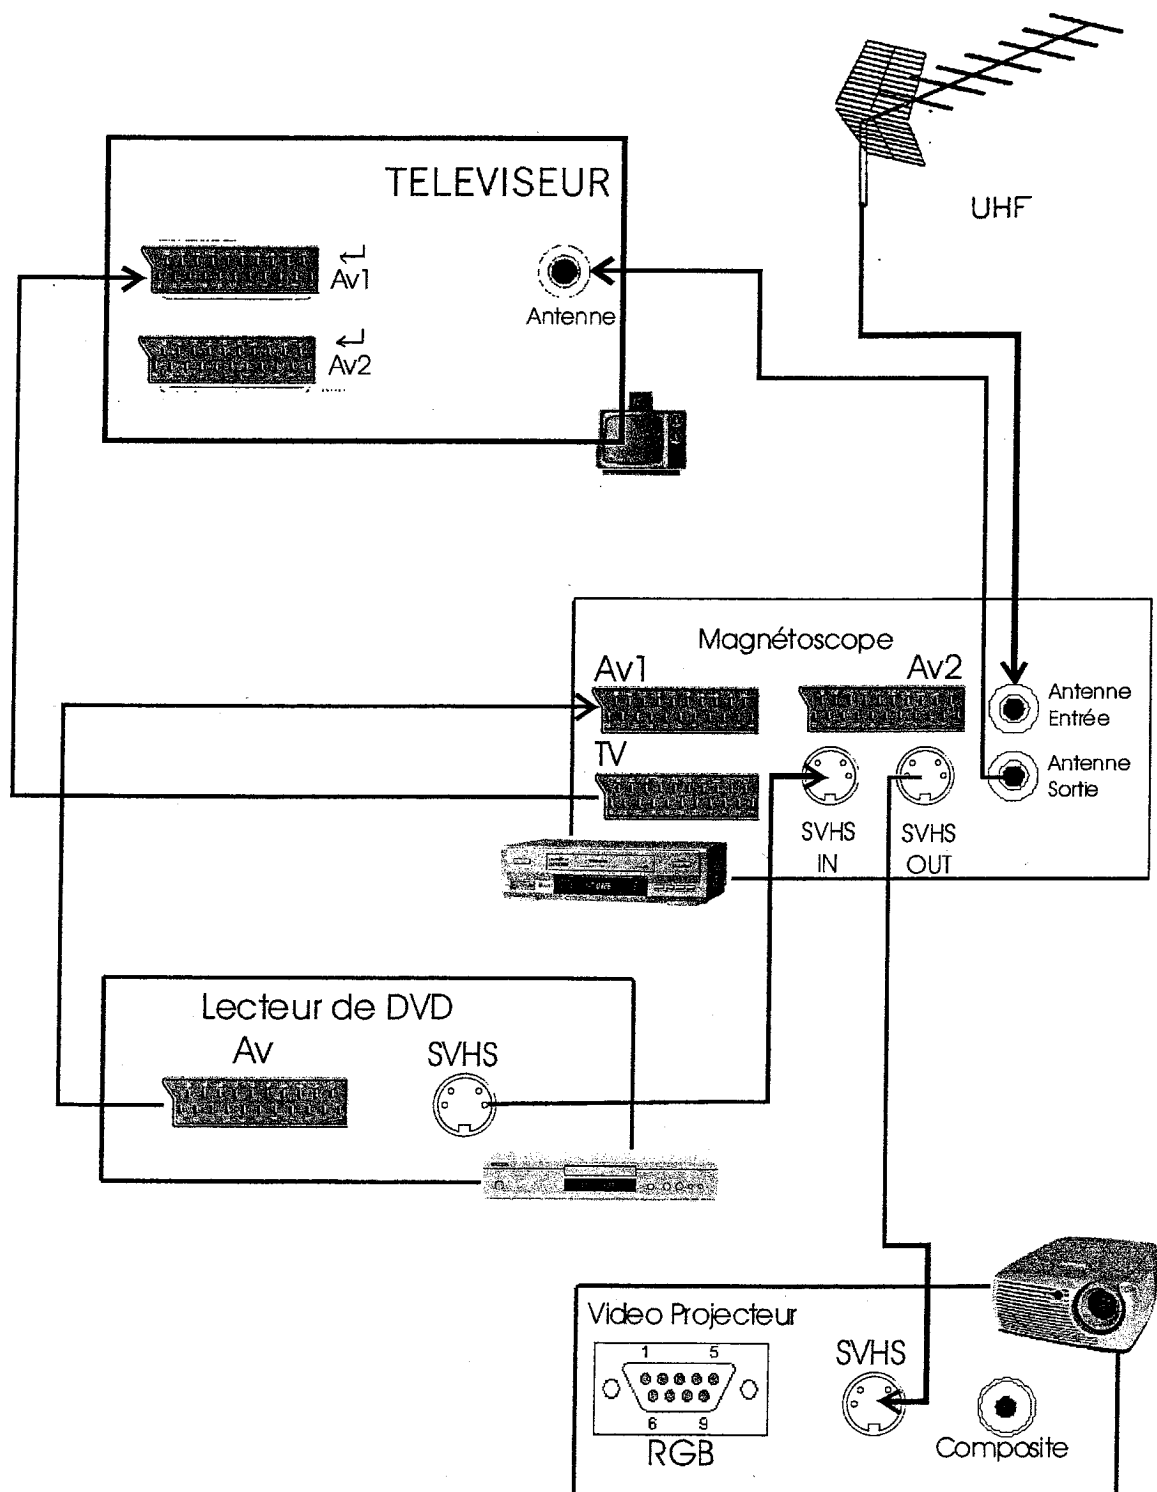 UHF
TELEVISEUR
Av1
Antenne
Av2
Magnétoscope
Av1
Av2
Antenne
Entrée
TV
Antenne
Sortie
SVHS
IN
SVHS
OUT
Lecteur de DVD
Av
SVHS
Video Projecteur
1 5
6 9
RGB
SVHS
Composite